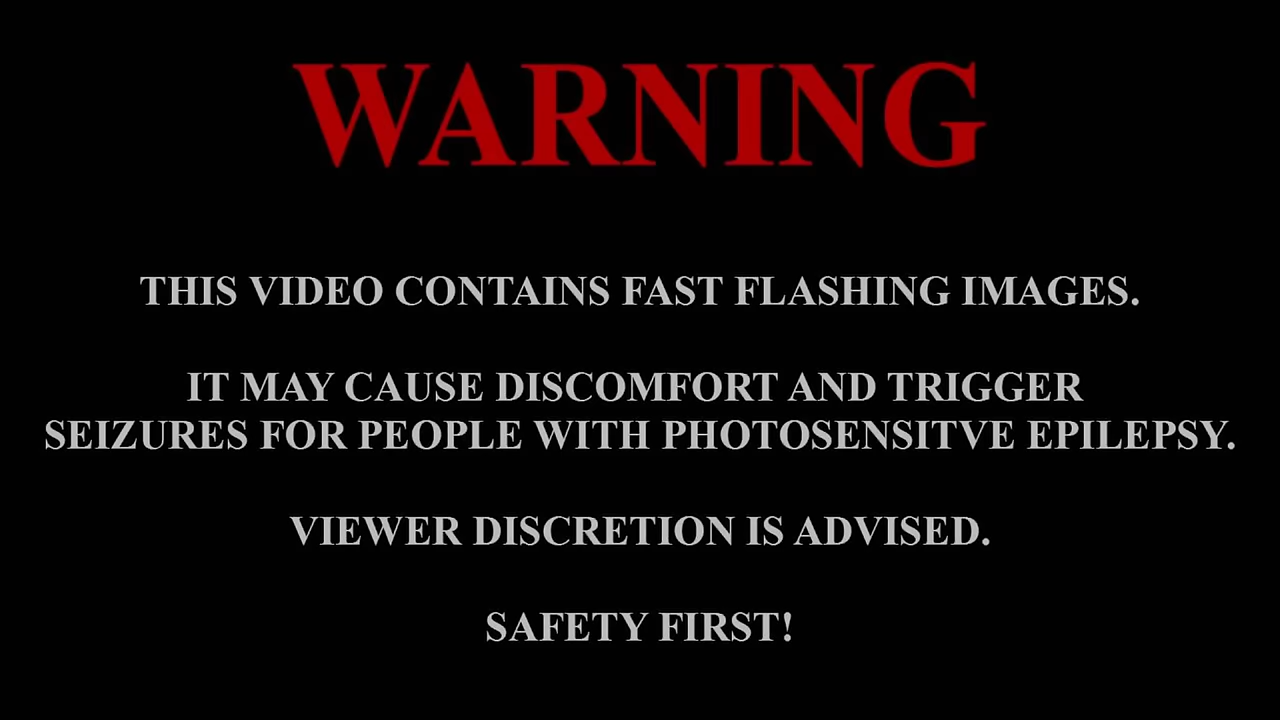 WARNING
THIS VIDEO CONTAINS FAST FLASHING IMAGES.
IT MAY CAUSE DISCOMFORT AND TRIGGER
SEIZURES FOR PEOPLE WITH PHOTOSENSITVE EPILEPSY.
VIEWER DISCRETION IS ADVISED.
SAFETY FIRST!